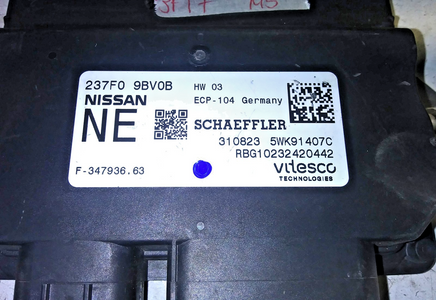 237F0 9BV0B HW 03
NISSAN ECP-104 Germany
NE SCHAEFFLER
310823 5WK91407C
RBG10232420442
F-347936.63 vitesco
TECHNOLOGIES